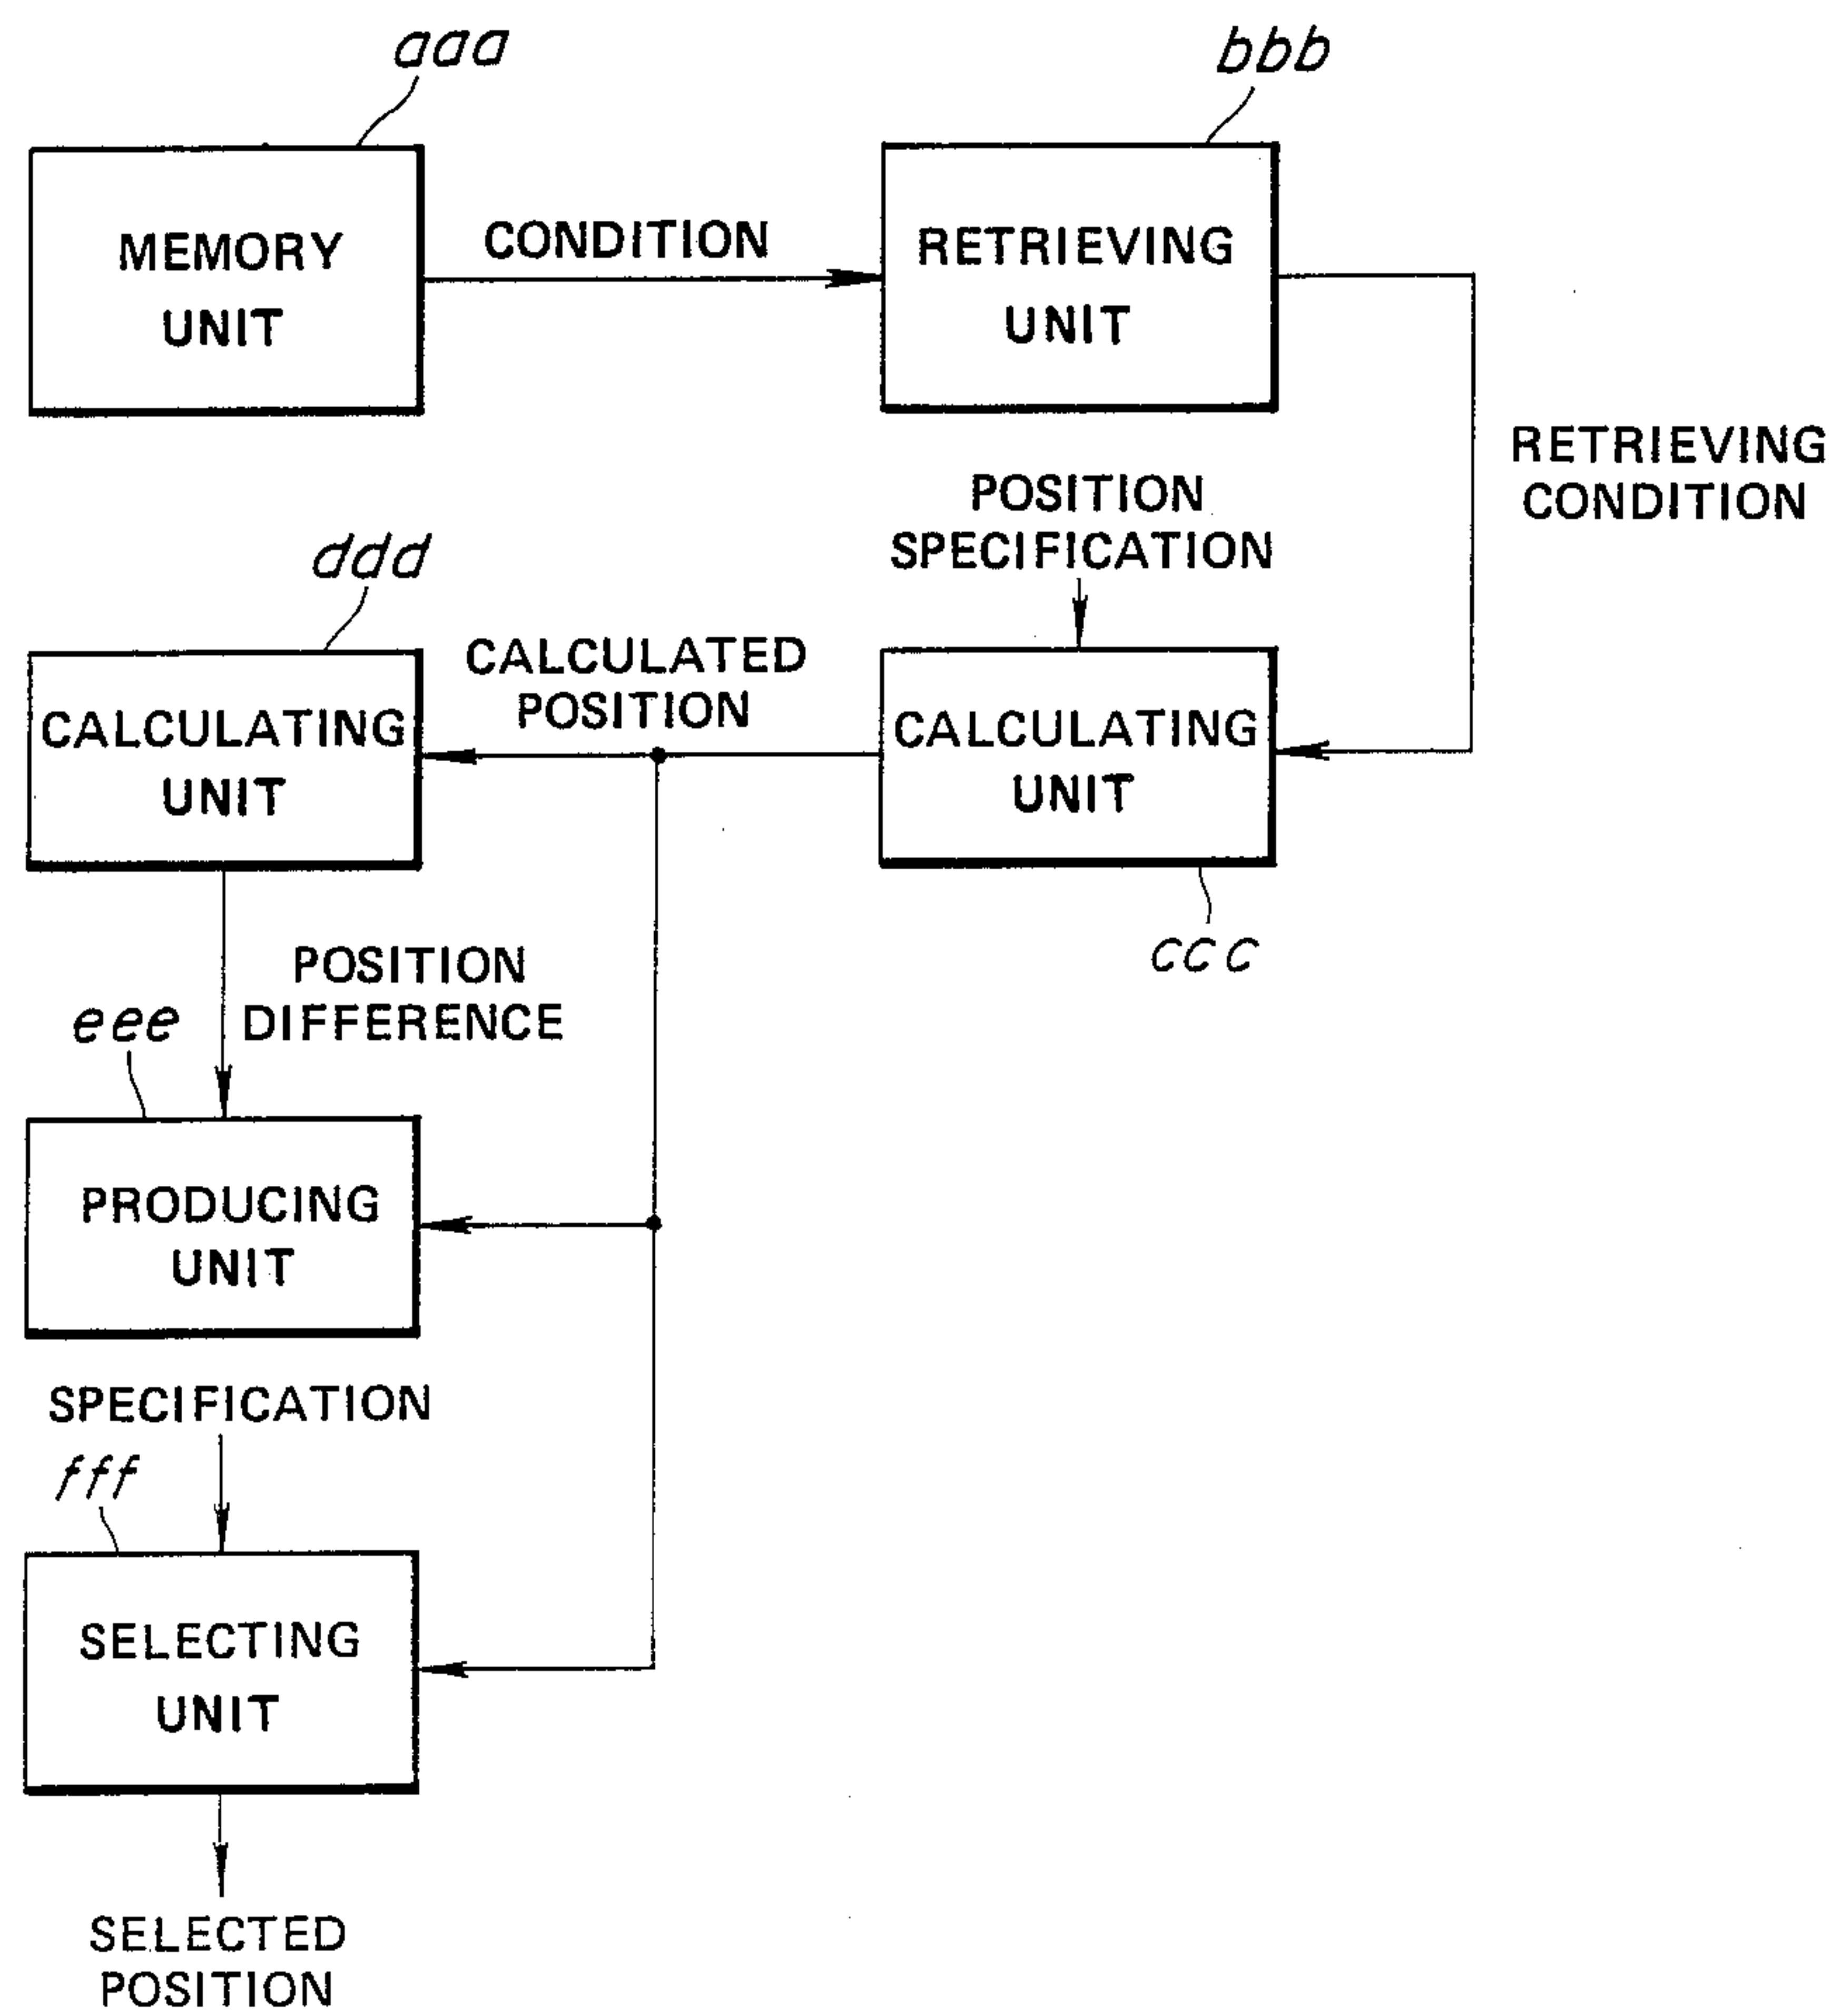 aaa
bbb
MEMORY
UNIT
CONDITION
RETRIEVING
UNIT
RETRIEVING
CONDITION
POSITION
SPECIFICATION
ddd
CALCULATING
UNIT
CALCULATED
POSITION
CALCULATING
UNIT
ccc
POSITION
DIFFERENCE
eee
PRODUCING
UNIT
SPECIFICATION
fff
SELECTING
UNIT
SELECTED
POSITION